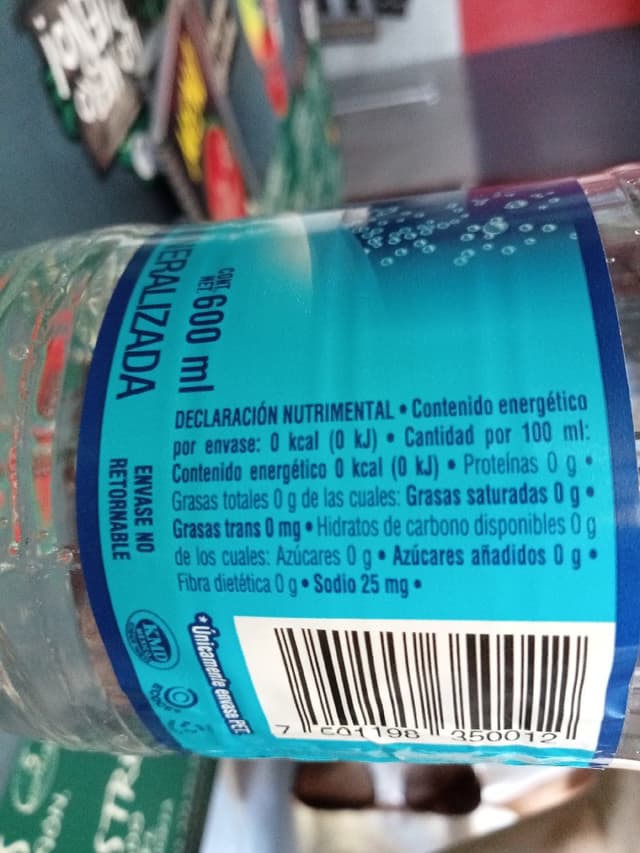 ERALIZADA
CONT.
NET. 600 ml
DECLARACIÓN NUTRIMENTAL • Contenido energético
por envase: 0 kcal (0 kJ) • Cantidad por 100 ml:
Contenido energético 0 kcal (0 kJ) • Proteínas 0 g •
Grasas totales 0 g de las cuales: Grasas saturadas 0 g •
Grasas trans 0 mg • Hidratos de carbono disponibles 0 g
de los cuales: Azúcares 0 g • Azúcares añadidos 0 g •
Fibra dietética 0 g • Sodio 25 mg •
ENVASE NO
RETORNABLE
KMD
*Únicamente envase PET
7 501198 350012